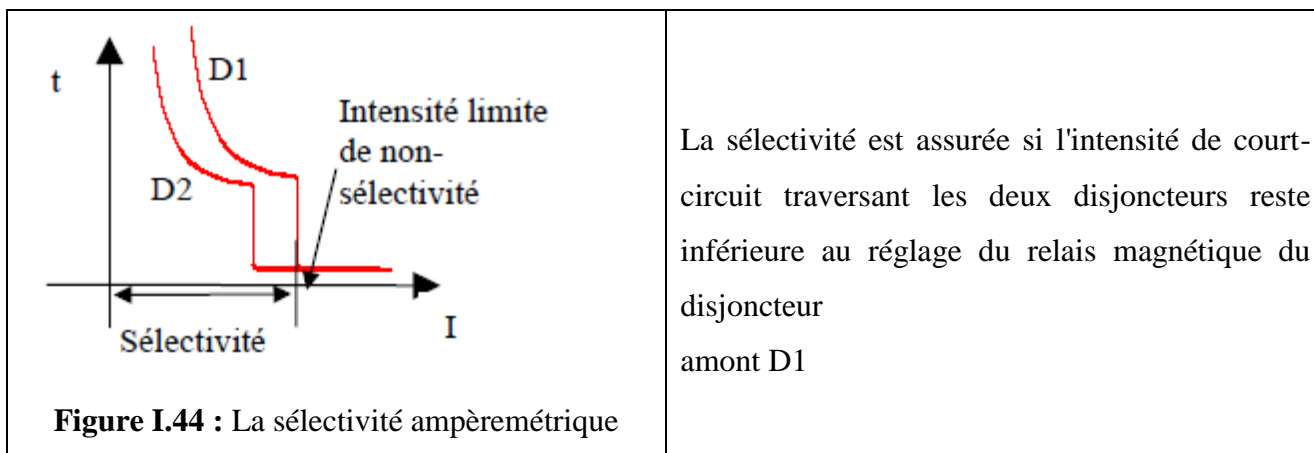 t
D1
Intensité limite
de non-
sélectivité
D2
I
Sélectivité
Figure I.44 : La sélectivité ampèremétrique
La sélectivité est assurée si l'intensité de court-
circuit traversant les deux disjoncteurs reste
inférieure au réglage du relais magnétique du
disjoncteur
amont D1